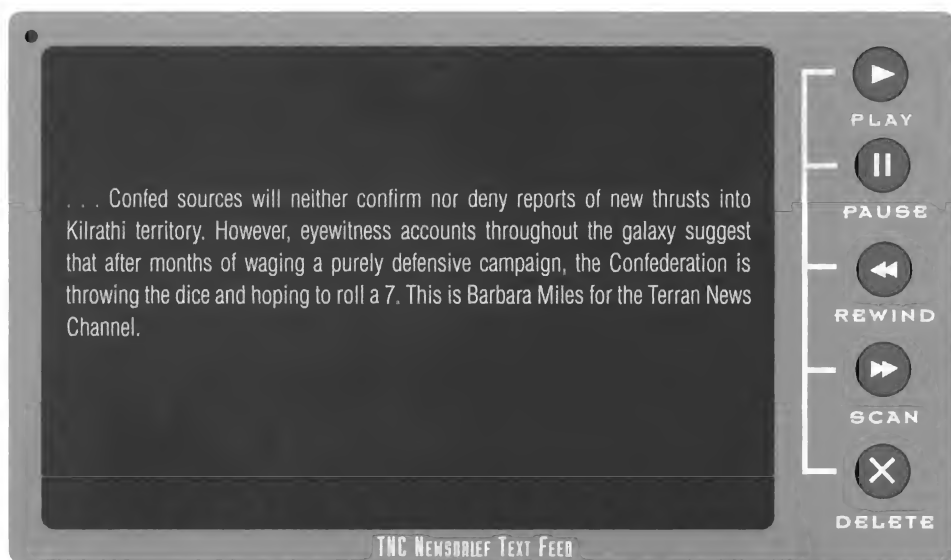 . . . Confed sources will neither confirm nor deny reports of new thrusts into
Kilrathi territory. However, eyewitness accounts throughout the galaxy suggest
that after months of waging a purely defensive campaign, the Confederation is
throwing the dice and hoping to roll a 7. This is Barbara Miles for the Terran News
Channel.
PLAY
PAUSE
REWIND
SCAN
DELETE
TNC NEWSBRIEF TEXT FEED